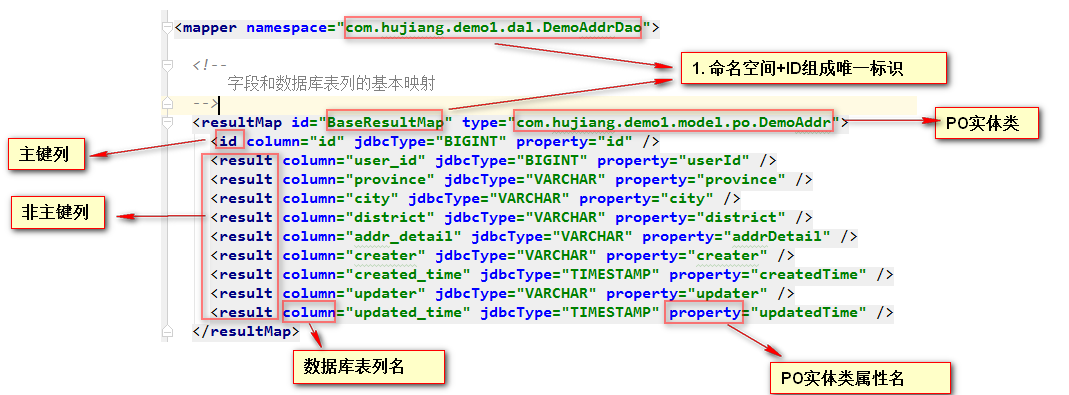 <mapper namespace="com.hujiang.demo1.dal.DemoAddrDao">
1. 命名空间+ID组成唯一标识
<!--
字段和数据库表列的基本映射
-->
<resultMap id="BaseResultMap" type="com.hujiang.demo1.model.po.DemoAddr">
PO实体类
主键列
<id column="id" jdbcType="BIGINT" property="id" />
<result column="user_id" jdbcType="BIGINT" property="userId" />
<result column="province" jdbcType="VARCHAR" property="province" />
<result column="city" jdbcType="VARCHAR" property="city" />
非主键列
<result column="district" jdbcType="VARCHAR" property="district" />
<result column="addr_detail" jdbcType="VARCHAR" property="addrDetail" />
<result column="creater" jdbcType="VARCHAR" property="creater" />
<result column="created_time" jdbcType="TIMESTAMP" property="createdTime" />
<result column="updater" jdbcType="VARCHAR" property="updater" />
<result column="updated_time" jdbcType="TIMESTAMP" property="updatedTime" />
</resultMap>
数据库表列名
PO实体类属性名